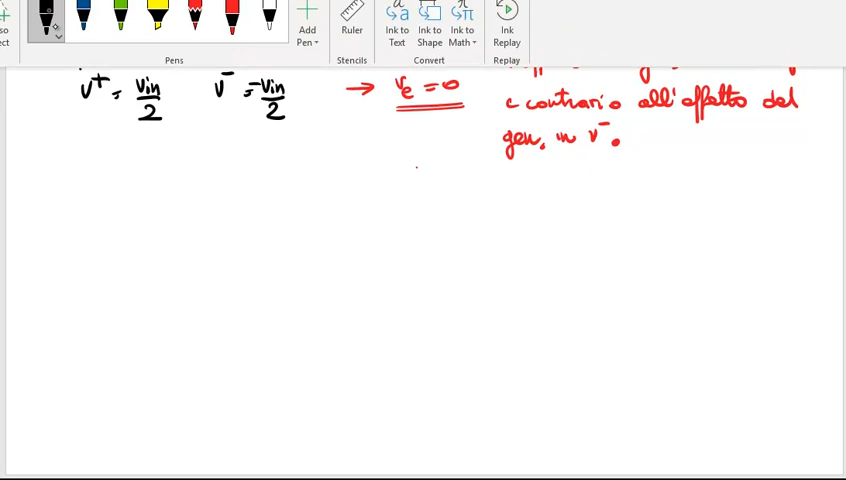 Add
Pen
Ruler
Ink to
Text
Ink to
Shape
Ink to
Math
Ink
Replay
Pens
Stencils
Convert
Replay
v⁺ = vin/2 v⁻ = -vin/2 → ve = 0
e contrario all'effetto del
gen. in v⁻.